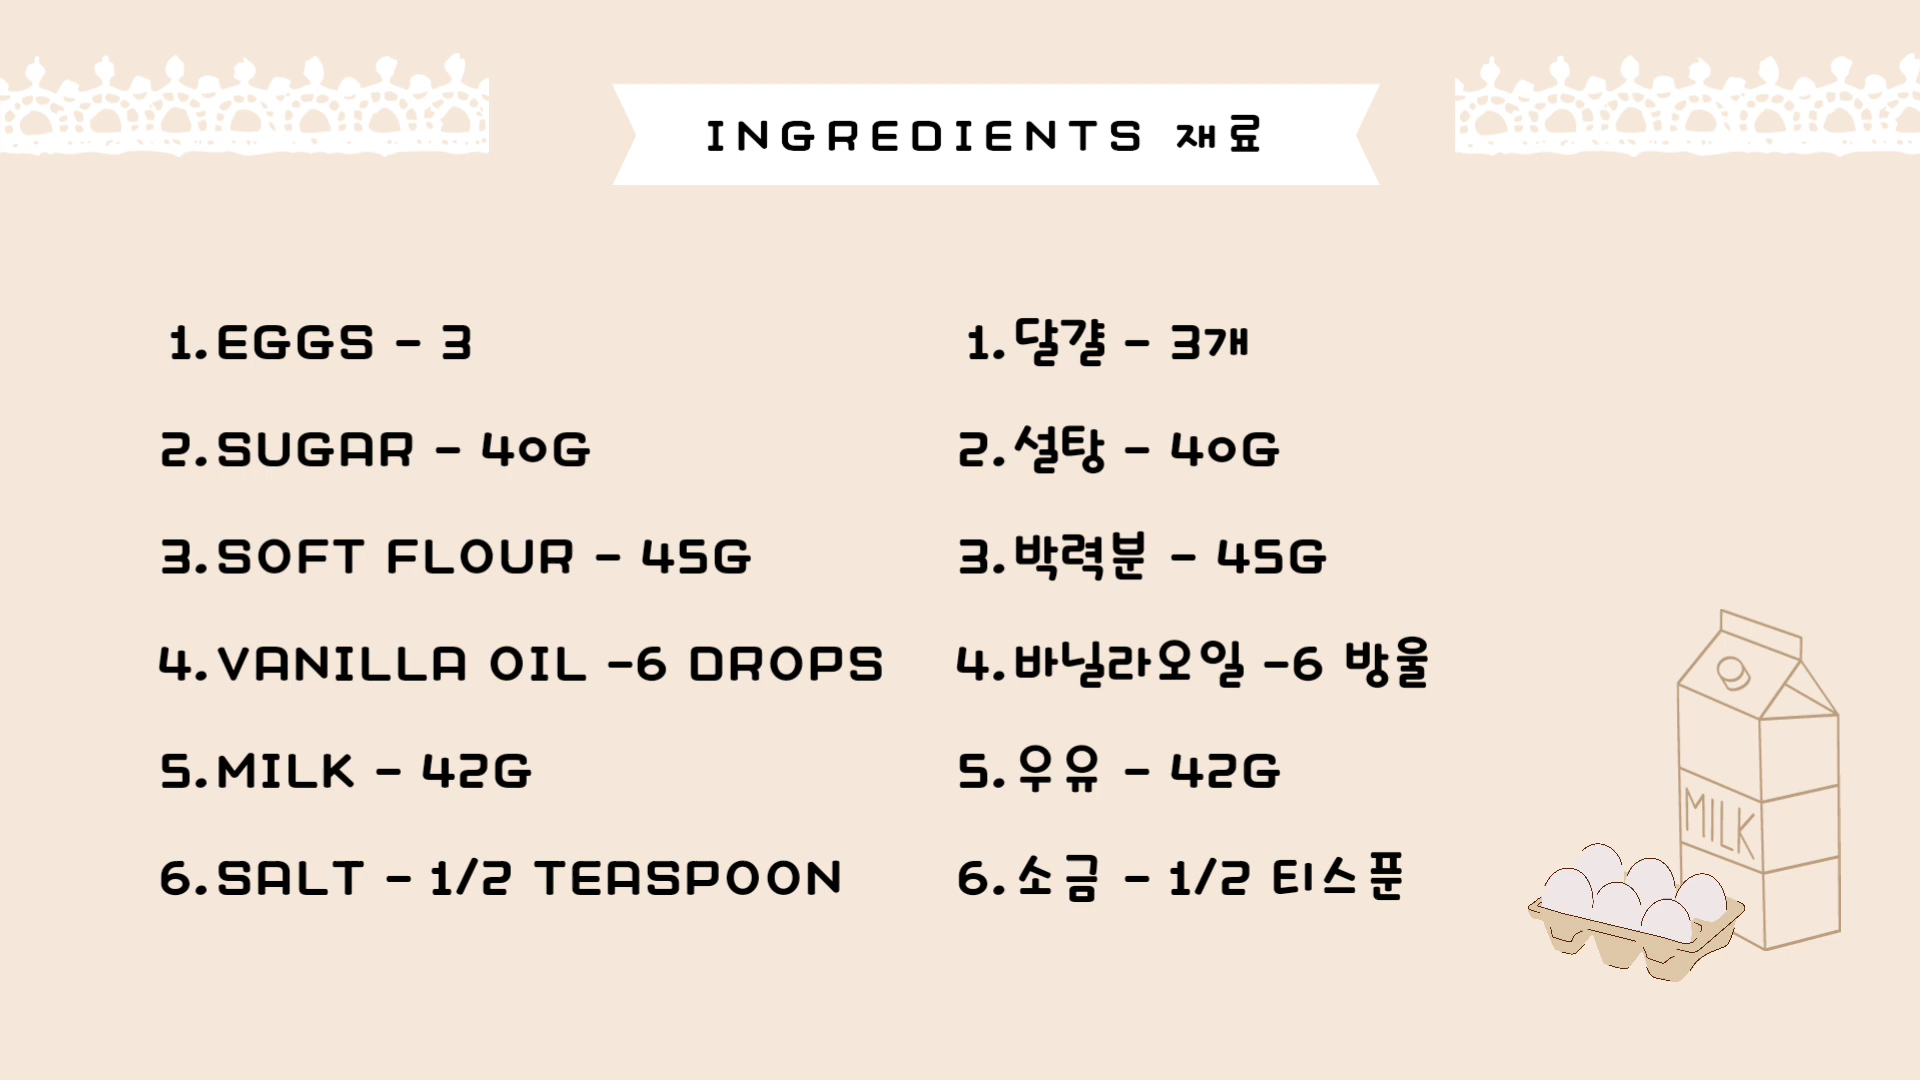 INGREDIENTS 재료
1. EGGS - 3
2. SUGAR - 40G
3. SOFT FLOUR - 45G
4. VANILLA OIL -6 DROPS
5. MILK - 42G
6. SALT - 1/2 TEASPOON
1. 달걀 - 3개
2. 설탕 - 40G
3. 박력분 - 45G
4. 바닐라오일 -6 방울
5. 우유 - 42G
6. 소금 - 1/2 티스푼
MILK